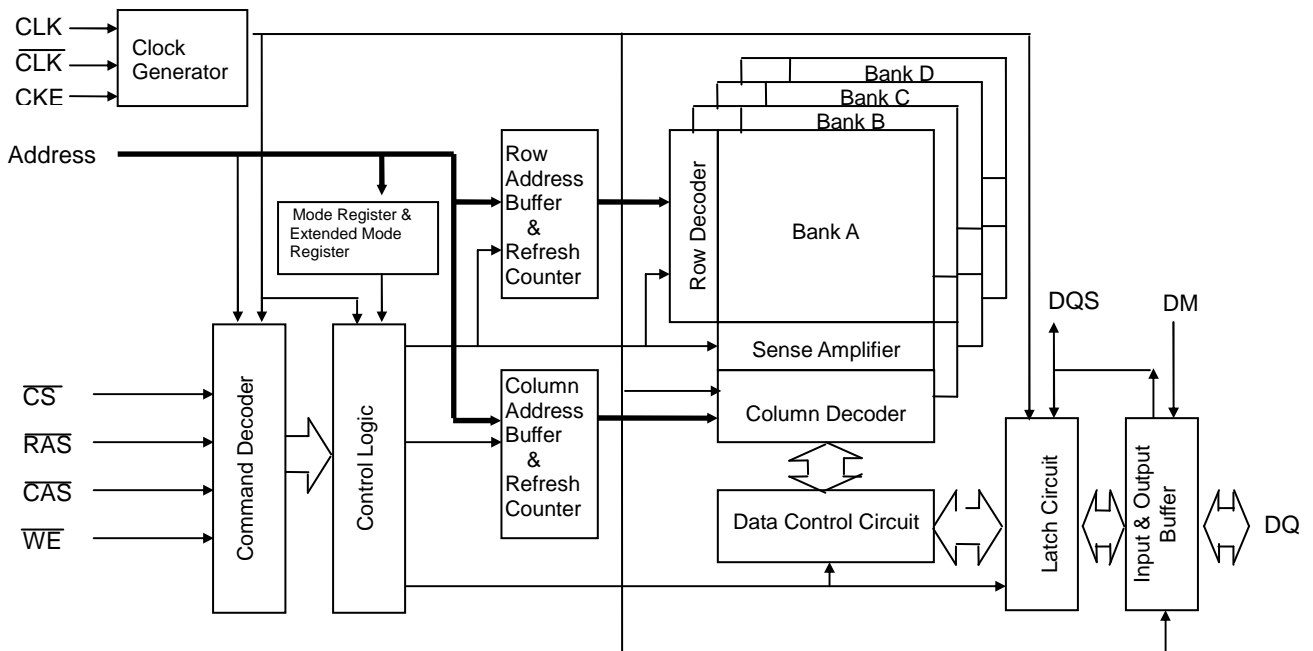 CLK
CLK
CKE
Clock
Generator
Address
Mode Register &
Extended Mode
Register
Row
Address
Buffer
&
Refresh
Counter
Row Decoder
Bank D
Bank C
Bank B
Bank A
Sense Amplifier
Column Decoder
Column
Address
Buffer
&
Refresh
Counter
CS
RAS
CAS
WE
Command Decoder
Control Logic
Data Control Circuit
DQS
DM
Latch Circuit
Input & Output
Buffer
DQ